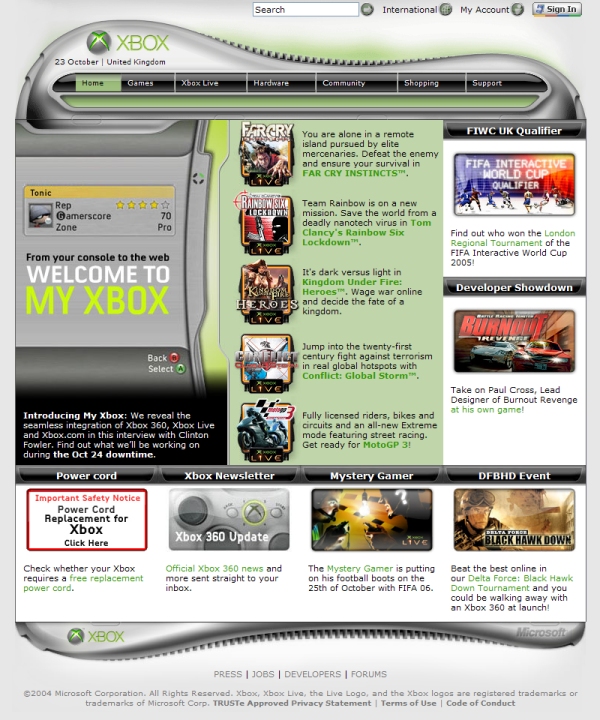 Search
International
My Account
Sign In
XBOX
23 October | United Kingdom
Home
Games
Xbox Live
Hardware
Community
Shopping
Support
Tonic
Rep
Gamerscore 70
Zone Pro
From your console to the web
WELCOME TO
MY XBOX
Back B
Select A
Introducing My Xbox: We reveal the
seamless integration of Xbox 360, Xbox Live
and Xbox.com in this interview with Clinton
Fowler. Find out what we'll be working on
during the Oct 24 downtime.
FARCRY
INSTINCTS
XBOX
LIVE
You are alone in a remote
island pursued by elite
mercenaries. Defeat the enemy
and ensure your survival in
FAR CRY INSTINCTS™.
RAINBOW SIX
LOCKDOWN
XBOX
LIVE
Team Rainbow is on a new
mission. Save the world from a
deadly nanotech virus in Tom
Clancy's Rainbow Six
Lockdown™.
KINGDOM
UNDER FIRE
HEROES
XBOX
LIVE
It's dark versus light in
Kingdom Under Fire:
Heroes™. Wage war online
and decide the fate of a
kingdom.
CONFLICT
XBOX
LIVE
Jump into the twenty-first
century fight against terrorism
in real global hotspots with
Conflict: Global Storm™.
MotoGP 3
XBOX
LIVE
Fully licensed riders, bikes and
circuits and an all-new Extreme
mode featuring street racing.
Get ready for MotoGP 3!
FIWC UK Qualifier
FIFA INTERACTIVE
WORLD CUP
QUALIFIER
Find out who won the London
Regional Tournament of the
FIFA Interactive World Cup
2005!
Developer Showdown
BATTLE RACING IGNITED
BURNOUT
REVENGE
Take on Paul Cross, Lead
Designer of Burnout Revenge
at his own game!
Power cord
Important Safety Notice
Power Cord
Replacement for
Xbox
Click Here
Check whether your Xbox
requires a free replacement
power cord.
Xbox Newsletter
Xbox 360 Update
Official Xbox 360 news and
more sent straight to your
inbox.
Mystery Gamer
?
XBOX LIVE
The Mystery Gamer is putting
on his football boots on the
25th of October with FIFA 06.
DFBHD Event
DELTA FORCE
BLACK HAWK DOWN
Beat the best online in
our Delta Force: Black Hawk
Down Tournament and you
could be walking away with
an Xbox 360 at launch!
XBOX
Microsoft
PRESS | JOBS | DEVELOPERS | FORUMS
©2004 Microsoft Corporation. All Rights Reserved. Xbox, Xbox Live, the Live Logo, and the Xbox logos are registered trademarks or
trademarks of Microsoft Corp. TRUSTe Approved Privacy Statement | Terms of Use | Code of Conduct